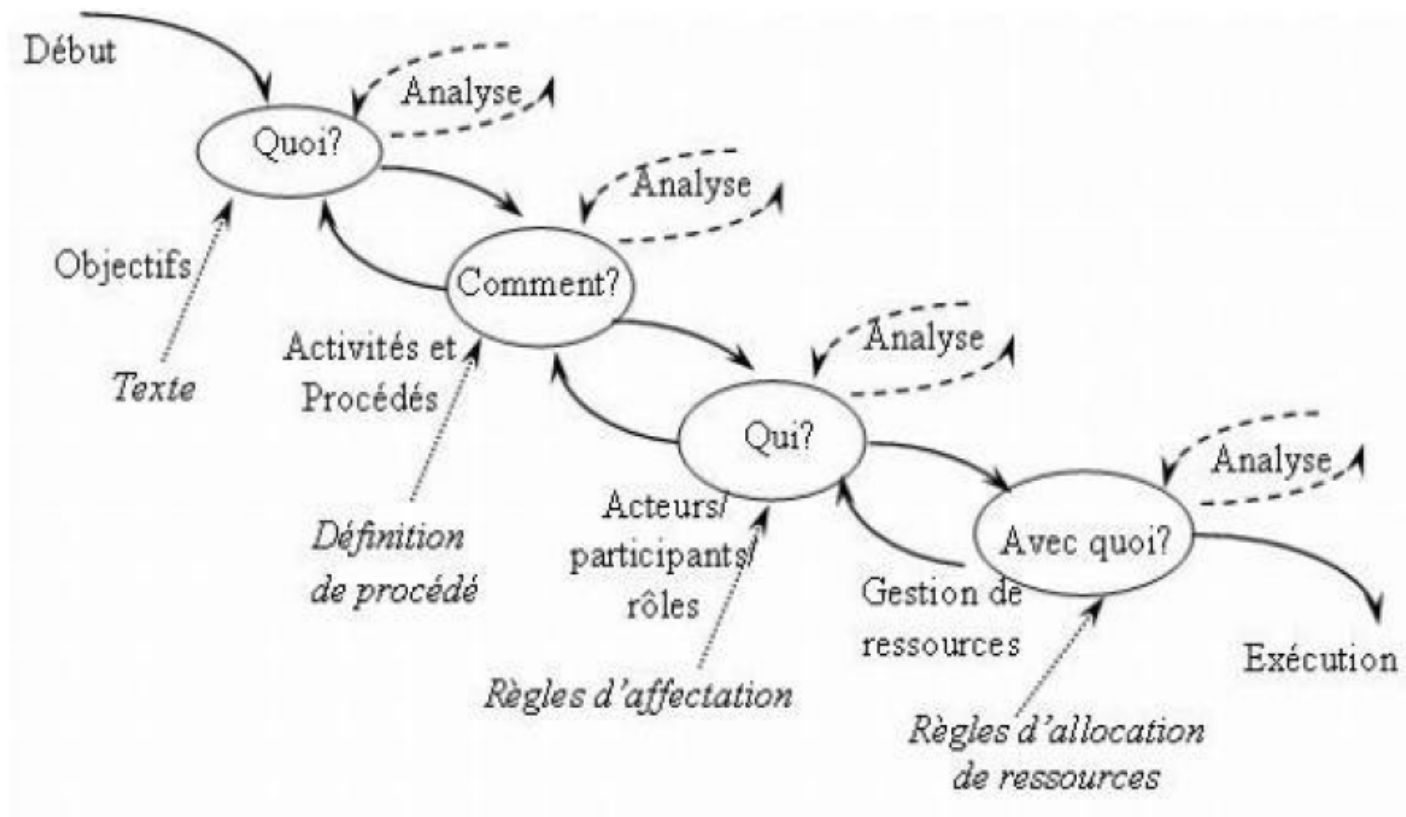 Début
Analyse
Quoi?
Analyse
Objectifs
Comment?
Texte
Activités et
Procédés
Analyse
Qui?
Définition
de procédé
Acteurs/
participants/
rôles
Analyse
Avec quoi?
Gestion de
ressources
Exécution
Règles d'affectation
Règles d'allocation
de ressources